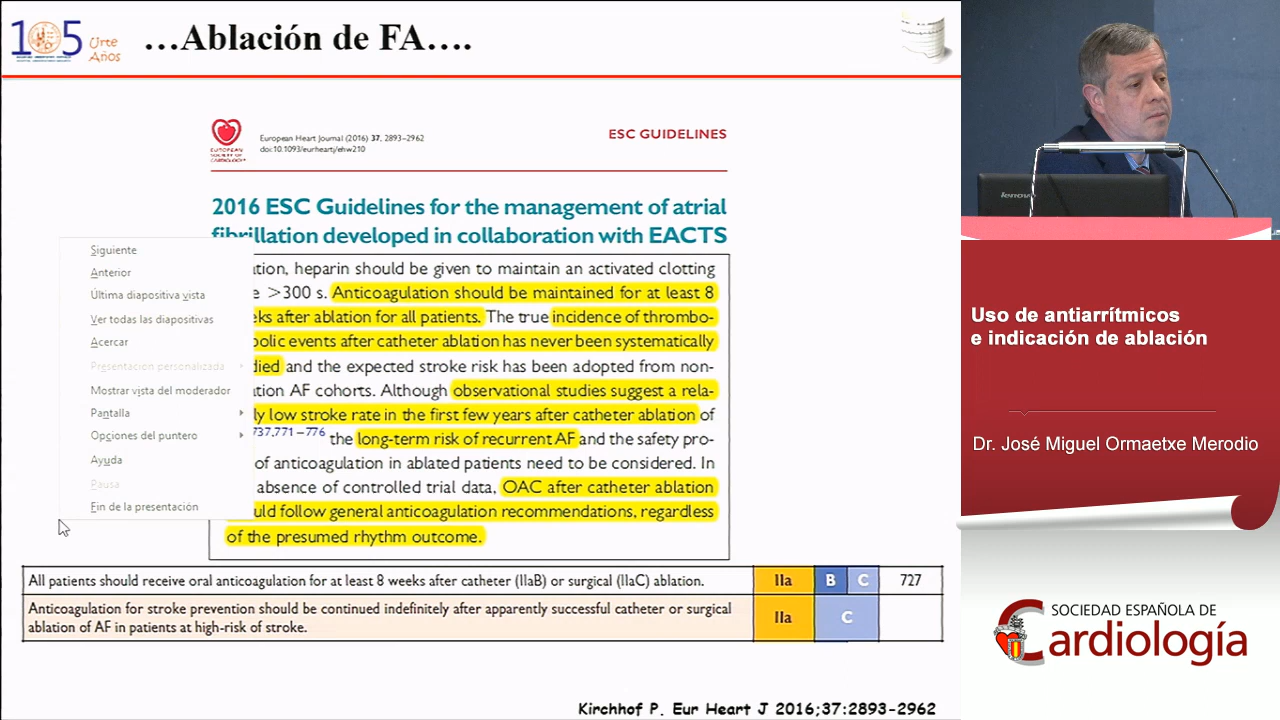 105 Urte
Años
...Ablación de FA....
EUROPEAN
SOCIETY OF
CARDIOLOGY
European Heart Journal (2016) 37, 2893–2962
doi:10.1093/eurheartj/ehw210
ESC GUIDELINES
2016 ESC Guidelines for the management of atrial
fibrillation developed in collaboration with EACTS
Siguiente
Anterior
Última diapositiva vista
Ver todas las diapositivas
Acercar
Presentación personalizada
Mostrar vista del moderador
Pantalla
Opciones del puntero
Ayuda
Pausa
Fin de la presentación
tion, heparin should be given to maintain an activated clotting
e >300 s. Anticoagulation should be maintained for at least 8
eks after ablation for all patients. The true incidence of thrombo-
olic events after catheter ablation has never been systematically
died and the expected stroke risk has been adopted from non-
tion AF cohorts. Although observational studies suggest a rela-
ly low stroke rate in the first few years after catheter ablation of
737,771–776 the long-term risk of recurrent AF and the safety pro-
of anticoagulation in ablated patients need to be considered. In
absence of controlled trial data, OAC after catheter ablation
uld follow general anticoagulation recommendations, regardless
of the presumed rhythm outcome.
All patients should receive oral anticoagulation for at least 8 weeks after catheter (IIaB) or surgical (IIaC) ablation. IIa B C 727
Anticoagulation for stroke prevention should be continued indefinitely after apparently successful catheter or surgical
ablation of AF in patients at high-risk of stroke. IIa C
Kirchhof P. Eur Heart J 2016;37:2893-2962
lenovo
Uso de antiarrítmicos
e indicación de ablación
Dr. José Miguel Ormaetxe Merodio
SOCIEDAD ESPAÑOLA DE
Cardiología